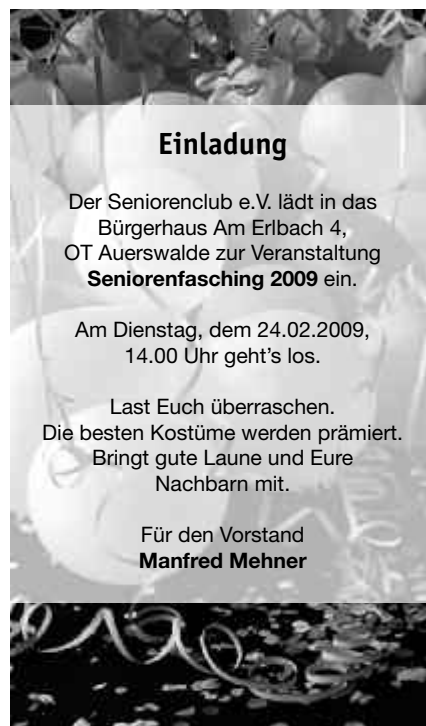 Einladung
Der Seniorenclub e.V. lädt in das
Bürgerhaus Am Erlbach 4,
OT Auerswalde zur Veranstaltung
Seniorenfasching 2009 ein.
Am Dienstag, dem 24.02.2009,
14.00 Uhr geht’s los.
Last Euch überraschen.
Die besten Kostüme werden prämiert.
Bringt gute Laune und Eure
Nachbarn mit.
Für den Vorstand
Manfred Mehner